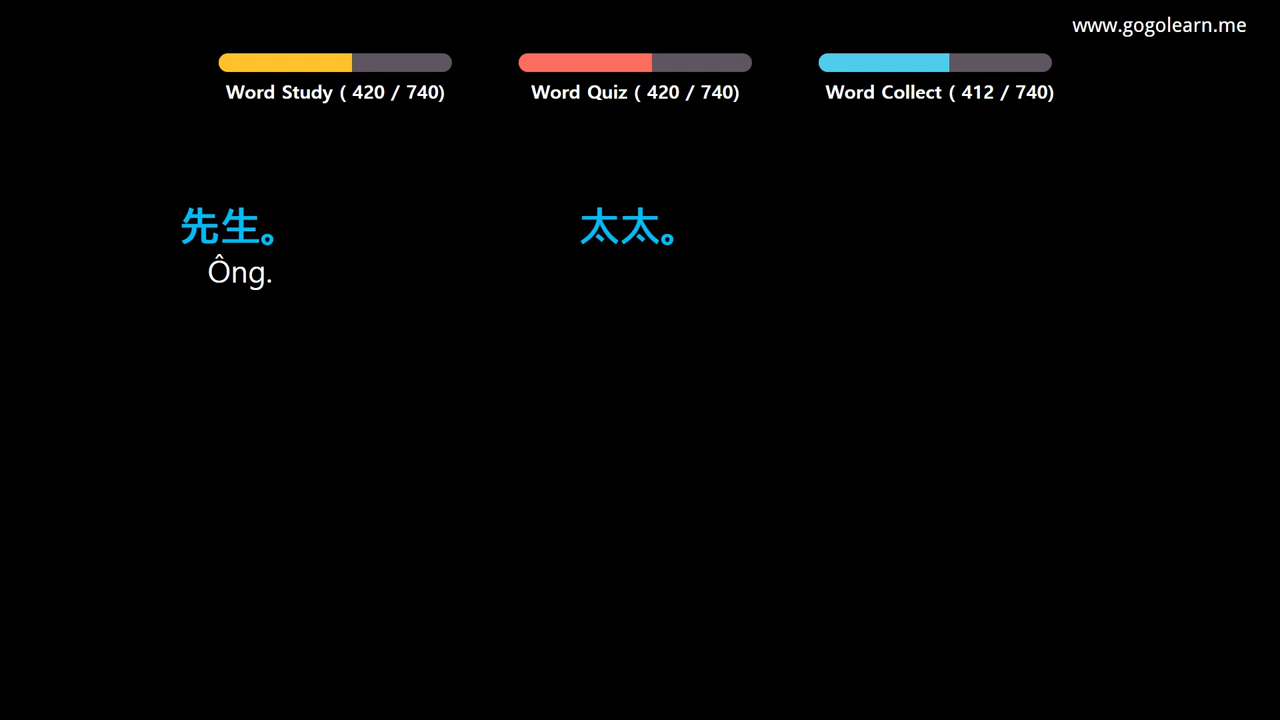 www.gogolearn.me
Word Study ( 420 / 740)
Word Quiz ( 420 / 740)
Word Collect ( 412 / 740)
先生。
太太。
Ông.